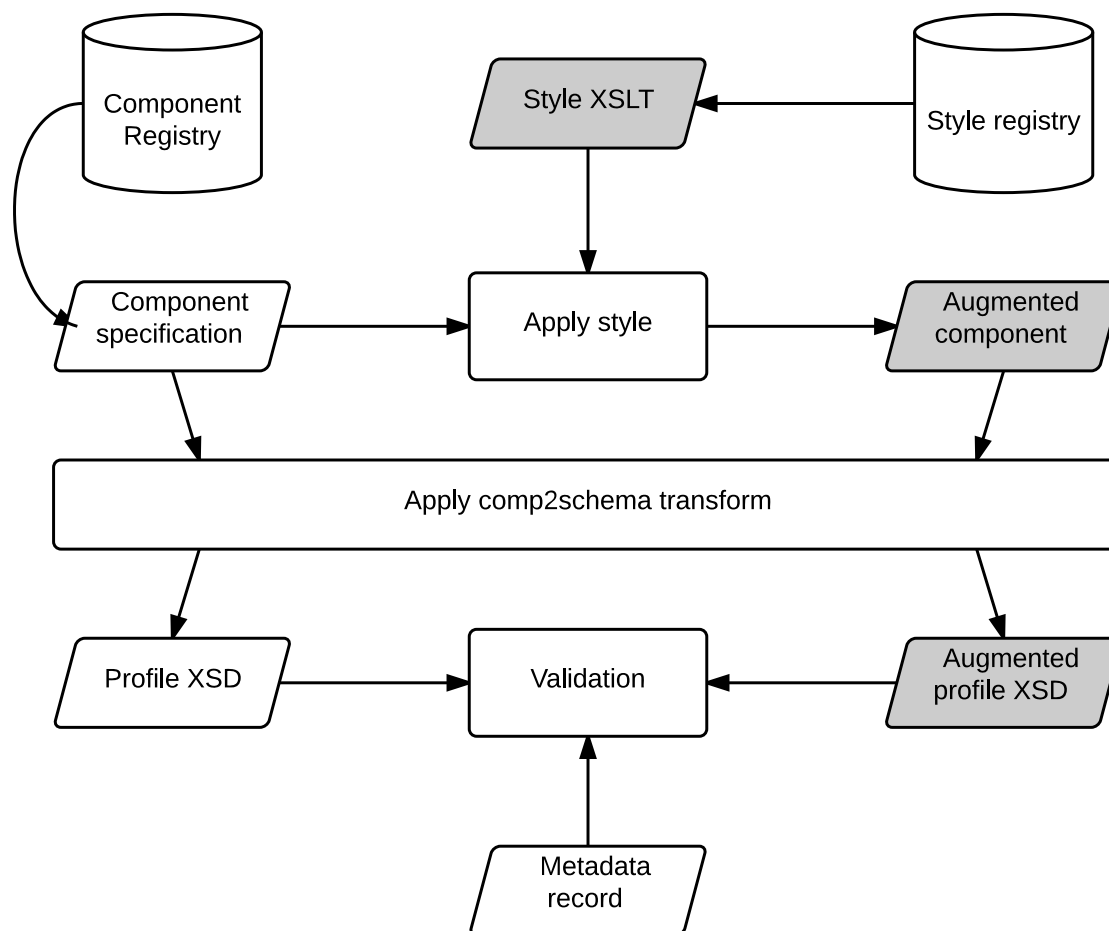 Component
Registry
Style XSLT
Style registry
Component
specification
Apply style
Augmented
component
Apply comp2schema transform
Profile XSD
Validation
Augmented
profile XSD
Metadata
record